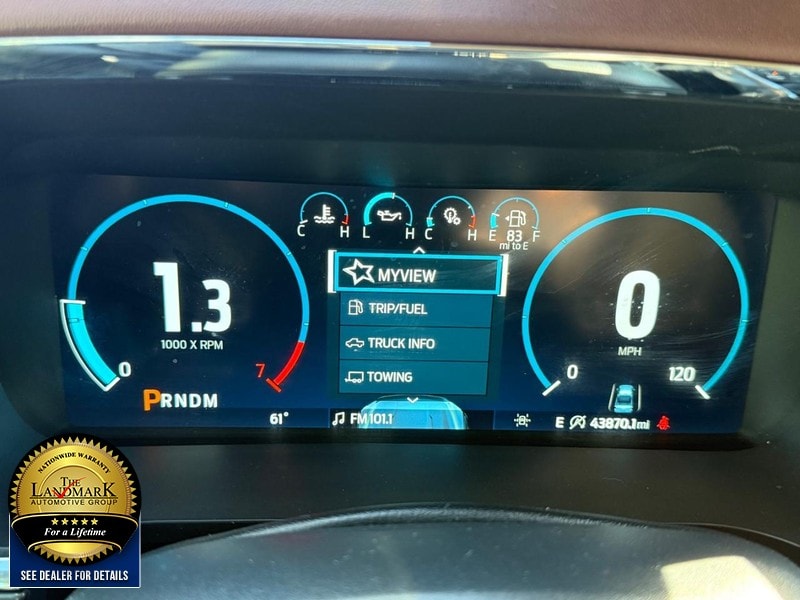 C H L H C H E F
83
mi to E
MYVIEW
TRIP/FUEL
TRUCK INFO
TOWING
1.3
1000 X RPM
0 7
PRNDM
0
MPH
0 120
61° FM 101.1 E 43870.1 mi
NATIONWIDE WARRANTY
THE
LANDMARK
AUTOMOTIVE GROUP
For a Lifetime
SEE DEALER FOR DETAILS